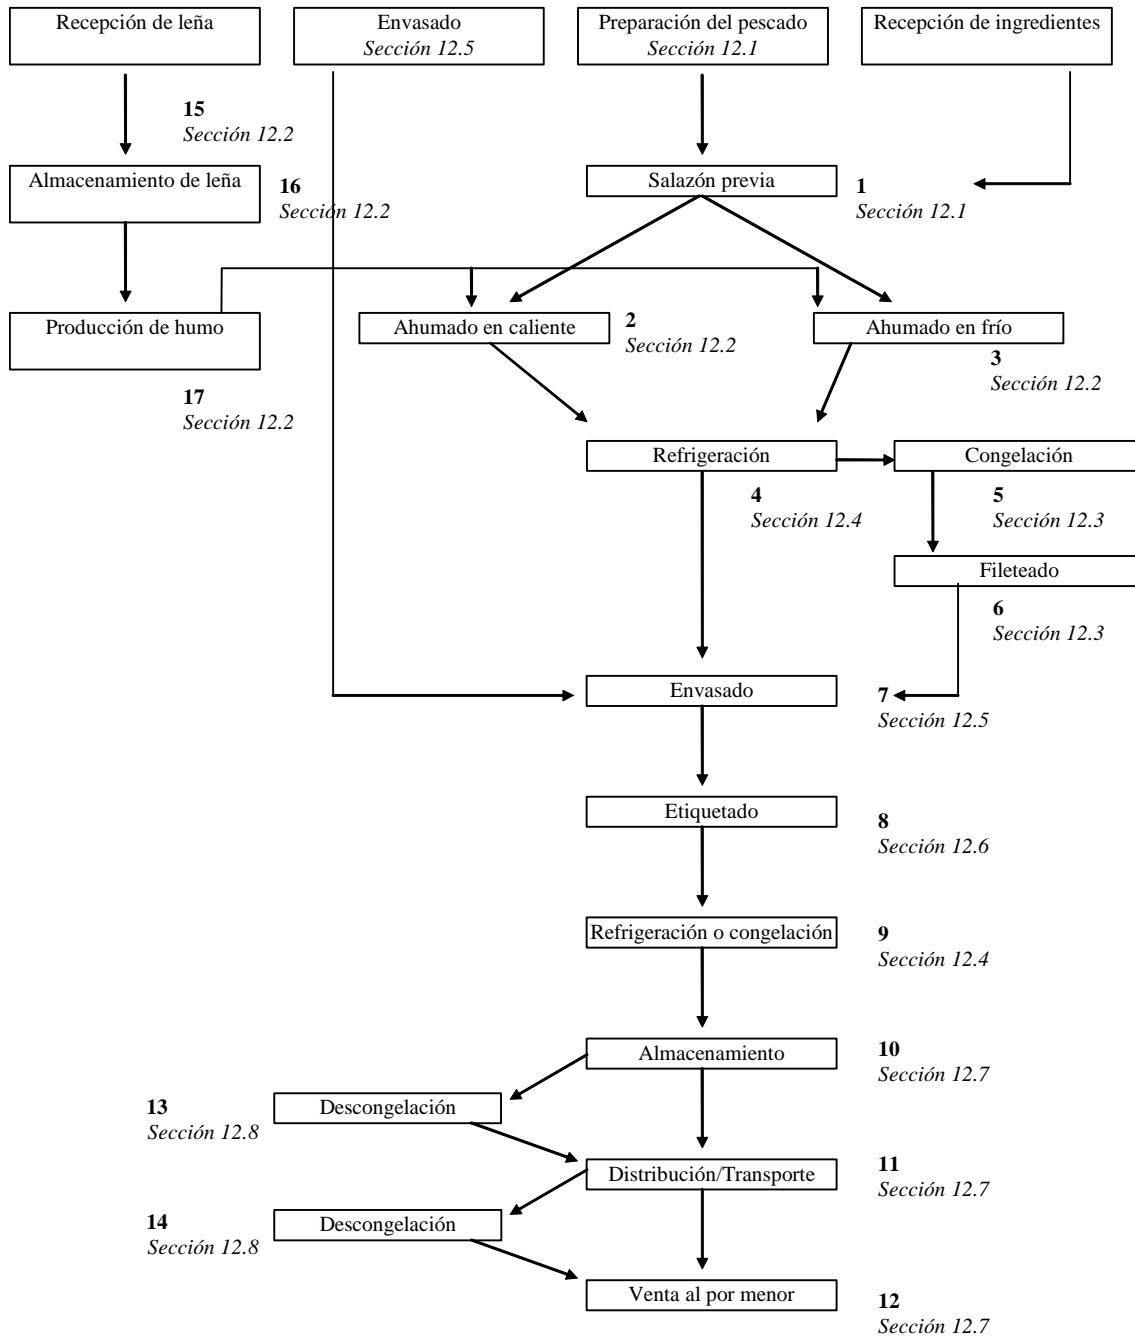 Recepción de leña
Envasado
Sección 12.5
Preparación del pescado
Sección 12.1
Recepción de ingredientes
15
Sección 12.2
Almacenamiento de leña
16
Sección 12.2
Salazón previa
1
Sección 12.1
Producción de humo
Ahumado en caliente
2
Sección 12.2
Ahumado en frío
3
Sección 12.2
17
Sección 12.2
Refrigeración
Congelación
4
Sección 12.4
5
Sección 12.3
Fileteado
6
Sección 12.3
Envasado
7
Sección 12.5
Etiquetado
8
Sección 12.6
Refrigeración o congelación
9
Sección 12.4
Almacenamiento
10
Sección 12.7
13
Sección 12.8
Descongelación
Distribución/Transporte
11
Sección 12.7
14
Sección 12.8
Descongelación
Venta al por menor
12
Sección 12.7